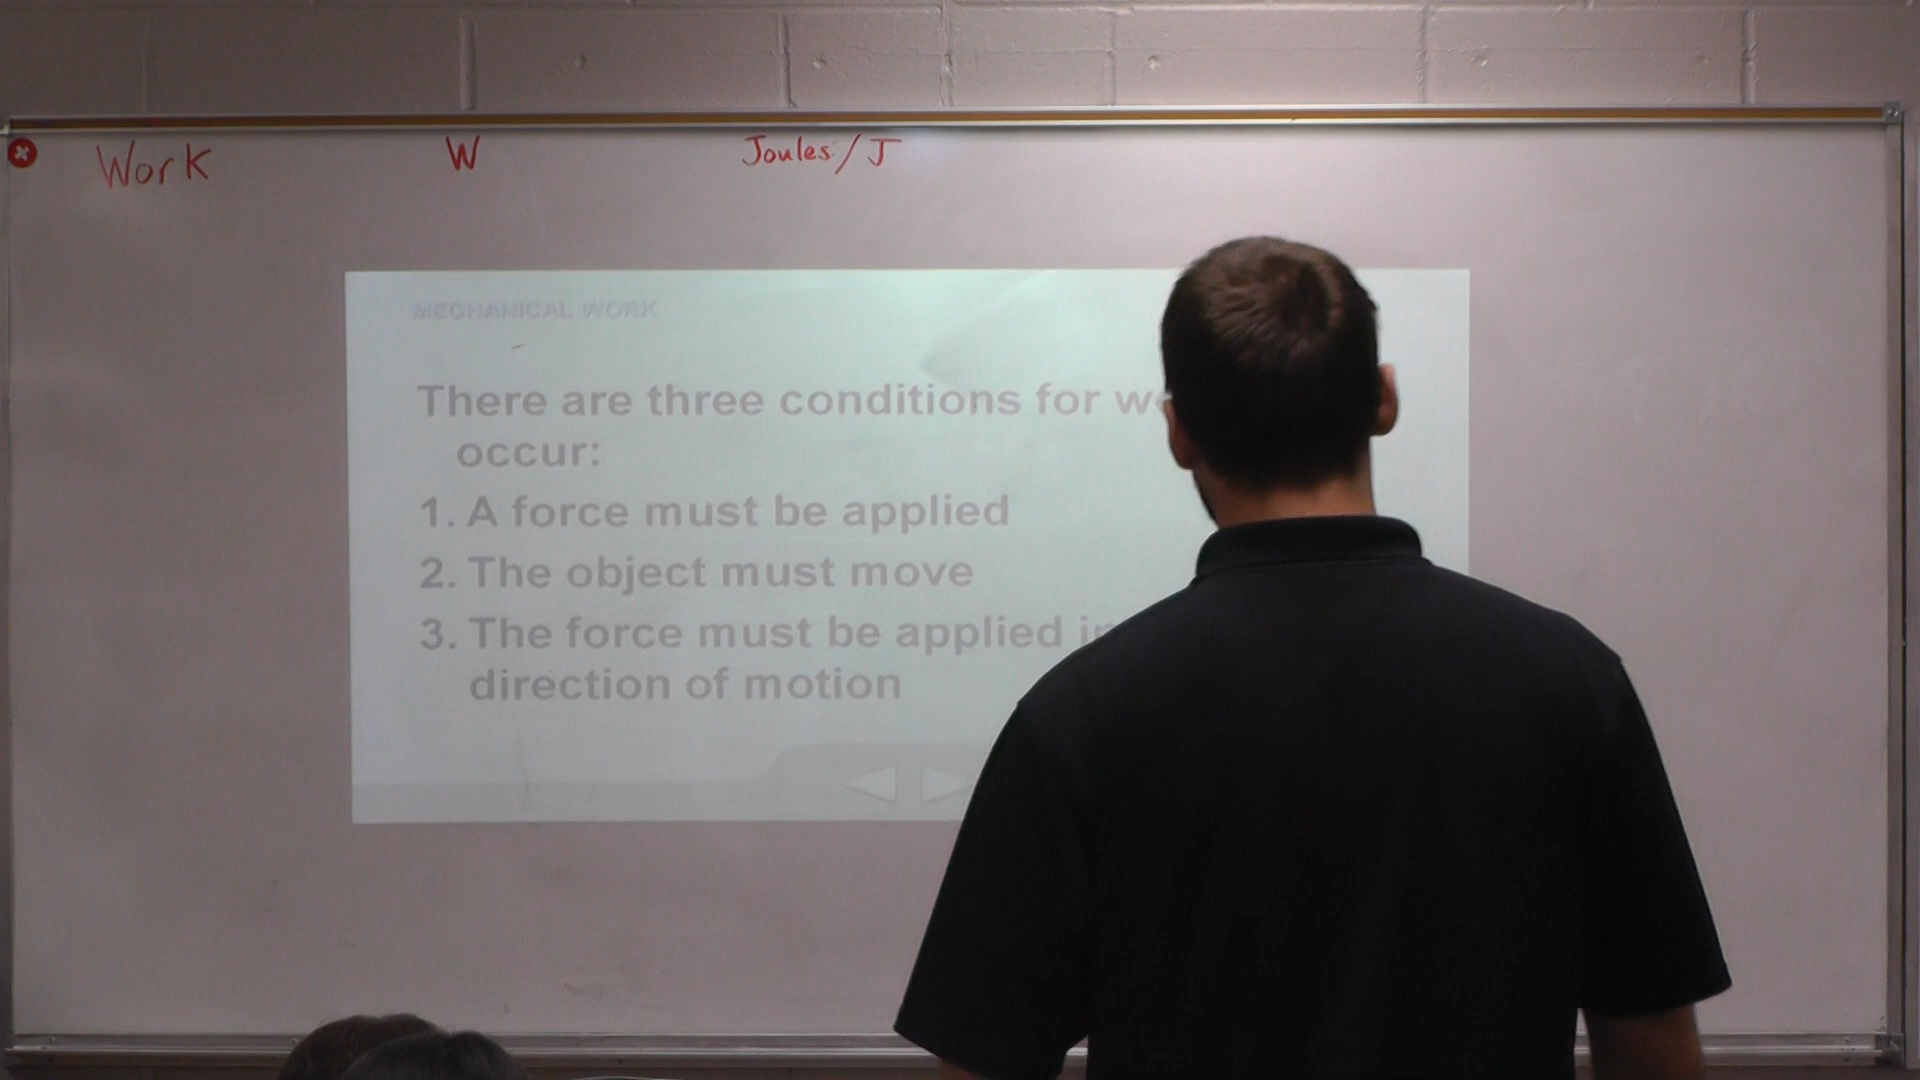 Work W Joules/J
MECHANICAL WORK
There are three conditions for
occur:
1. A force must be applied
2. The object must move
3. The force must be applied
direction of motion